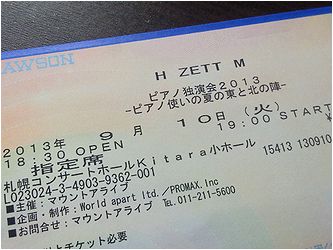 LAWSON
H ZETT M
ピアノ独演会2013
-ピアノ使いの夏の東と北の陣-
2013年 9月 10日(火)
18:30 OPEN 19:00 START
指定席
札幌コンサートホールKitara小ホール 15413 130910
L023024-3-4903-9362-001
■主催:マウントアライブ
■企画・制作:World apart ltd./PROMAX.Inc
■お問合せ:マウントアライブ TEL.011-211-5600
チケット必要